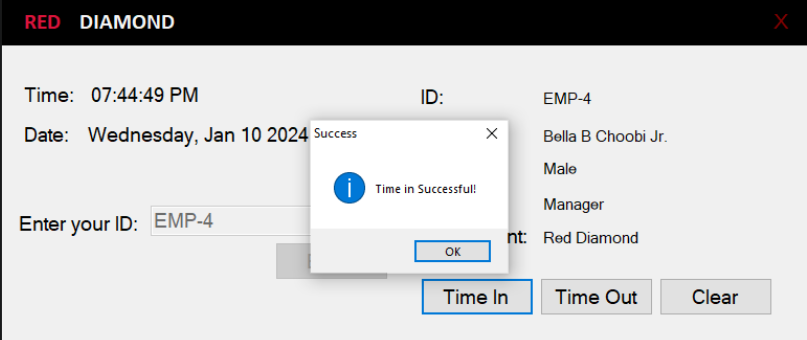 RED DIAMOND X
Time: 07:44:49 PM
Date: Wednesday, Jan 10 2024
Enter your ID: EMP-4
ID: EMP-4
Bella B Choobi Jr.
Male
Manager
nt: Red Diamond
Success
Time in Successful!
OK
Time In Time Out Clear